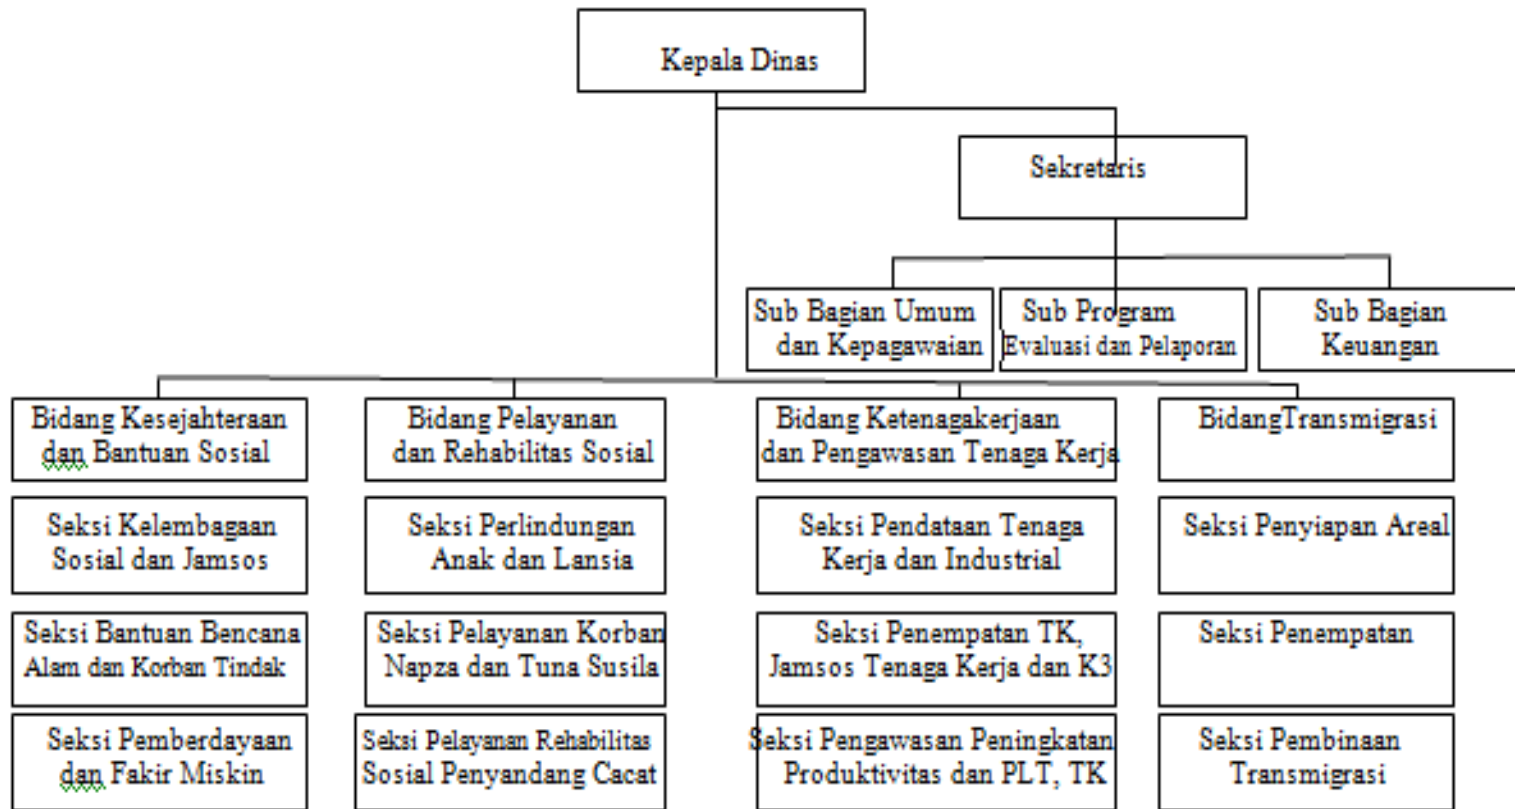 Kepala Dinas
Sekretaris
Sub Bagian Umum
dan Kepagawaian
Sub Program
Evaluasi dan Pelaporan
Sub Bagian
Keuangan
Bidang Kesejahteraan
dan Bantuan Sosial
Bidang Pelayanan
dan Rehabilitas Sosial
Bidang Ketenagakerjaan
dan Pengawasan Tenaga Kerja
BidangTransmigrasi
Seksi Kelembagaan
Sosial dan Jamsos
Seksi Perlindungan
Anak dan Lansia
Seksi Pendataan Tenaga
Kerja dan Industrial
Seksi Penyiapan Areal
Seksi Bantuan Bencana
Alam dan Korban Tindak
Seksi Pelayanan Korban
Napza dan Tuna Susila
Seksi Penempatan TK,
Jamsos Tenaga Kerja dan K3
Seksi Penempatan
Seksi Pemberdayaan
dan Fakir Miskin
Seksi Pelayanan Rehabilitas
Sosial Penyandang Cacat
Seksi Pengawasan Peningkatan
Produktivitas dan PLT, TK
Seksi Pembinaan
Transmigrasi